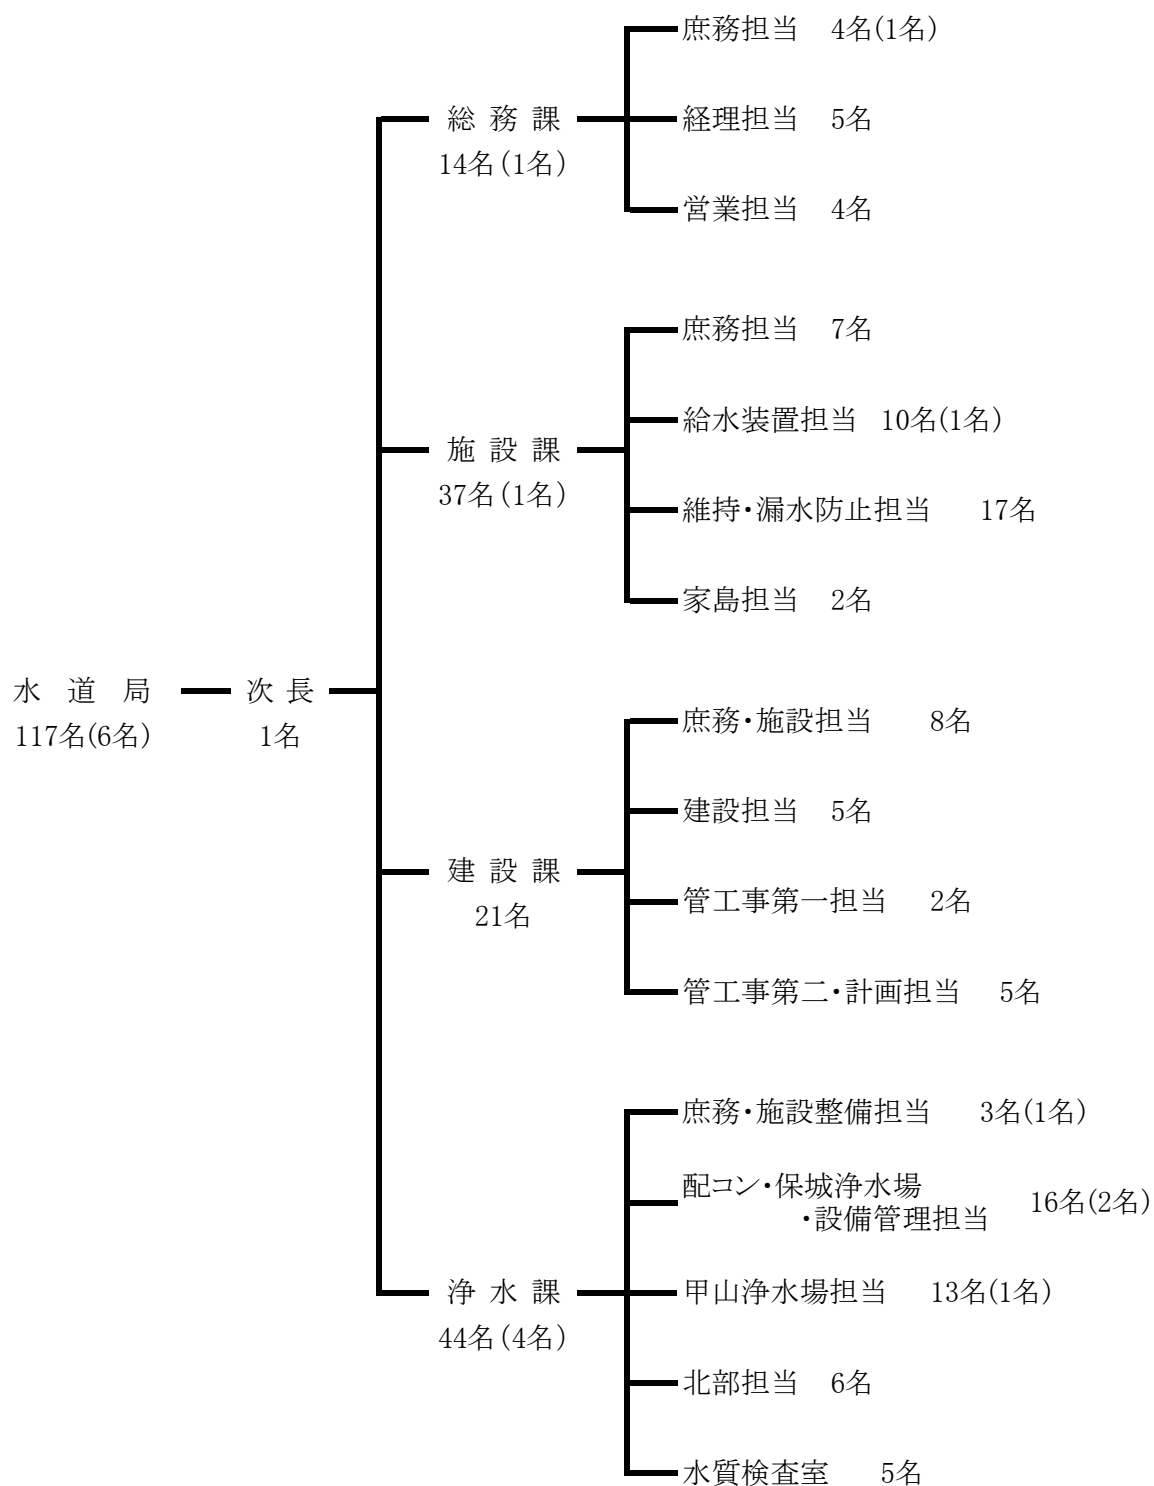 水道局
117名(6名)
次長
1名
総務課
14名(1名)
庶務担当 4名(1名)
経理担当 5名
営業担当 4名
施設課
37名(1名)
庶務担当 7名
給水装置担当 10名(1名)
維持・漏水防止担当 17名
家島担当 2名
建設課
21名
庶務・施設担当 8名
建設担当 5名
管工事第一担当 2名
管工事第二・計画担当 5名
浄水課
44名(4名)
庶務・施設整備担当 3名(1名)
配コン・保城浄水場
・設備管理担当 16名(2名)
甲山浄水場担当 13名(1名)
北部担当 6名
水質検査室 5名